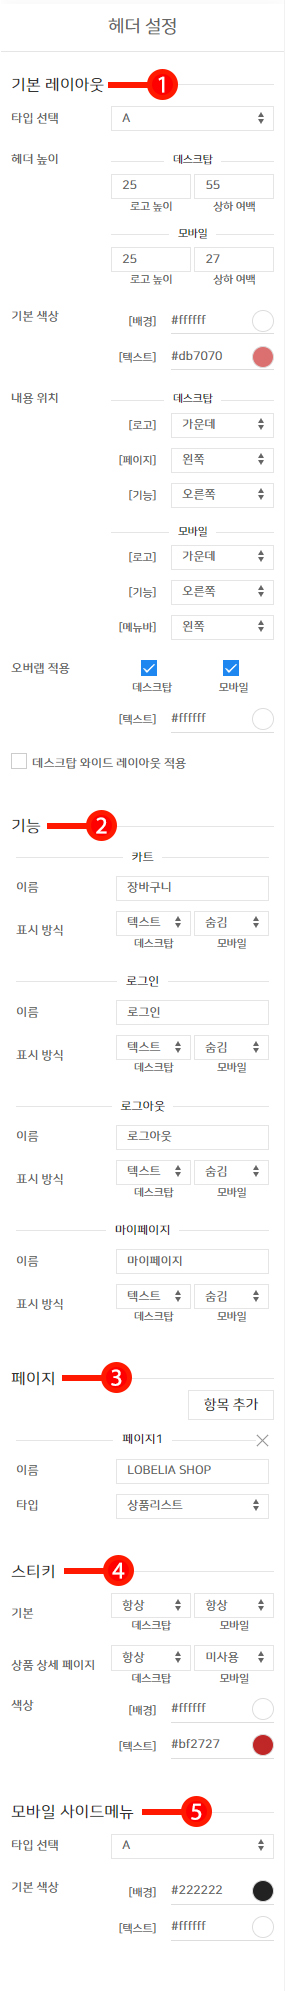 헤더 설정
기본 레이아웃 1
타입 선택 A
헤더 높이 데스크탑
25 55
로고 높이 상하 여백
모바일
25 27
로고 높이 상하 여백
기본 색상 [배경] #ffffff
[텍스트] #db7070
내용 위치 데스크탑
[로고] 가운데
[페이지] 왼쪽
[기능] 오른쪽
모바일
[로고] 가운데
[기능] 오른쪽
[메뉴바] 왼쪽
오버랩 적용
데스크탑 모바일
[텍스트] #ffffff
데스크탑 와이드 레이아웃 적용
기능 2
카트
이름 장바구니
표시 방식 텍스트 숨김
데스크탑 모바일
로그인
이름 로그인
표시 방식 텍스트 숨김
데스크탑 모바일
로그아웃
이름 로그아웃
표시 방식 텍스트 숨김
데스크탑 모바일
마이페이지
이름 마이페이지
표시 방식 텍스트 숨김
데스크탑 모바일
페이지 3
항목 추가
페이지1
이름 LOBELIA SHOP
타입 상품리스트
스티키 4
기본 항상 항상
데스크탑 모바일
상품 상세 페이지 항상 미사용
데스크탑 모바일
색상 [배경] #ffffff
[텍스트] #bf2727
모바일 사이드메뉴 5
타입 선택 A
기본 색상 [배경] #222222
[텍스트] #ffffff